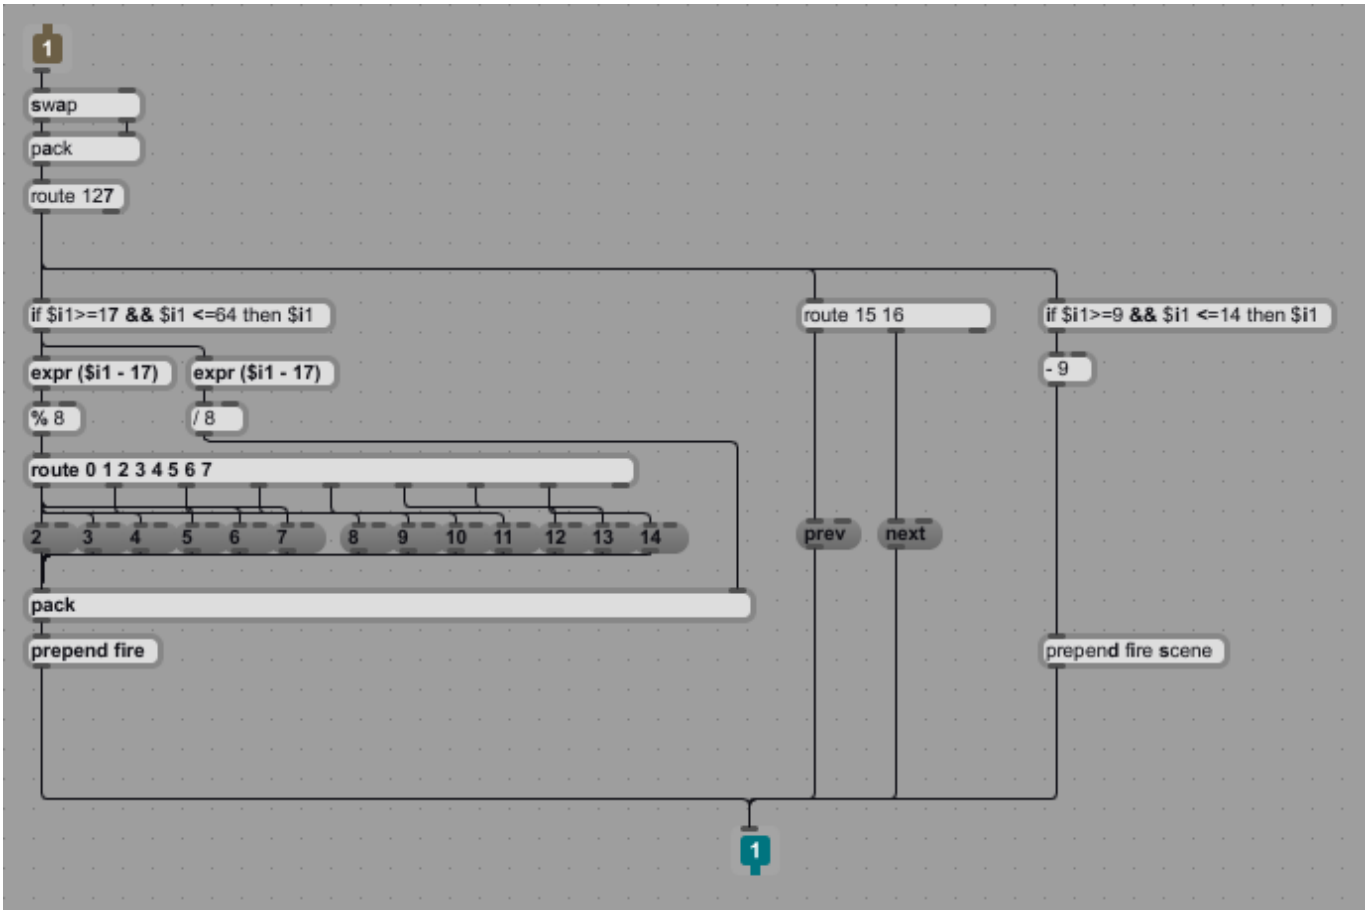 1
swap
pack
route 127
if $i1>=17 && $i1 <=64 then $i1
route 15 16
if $i1>=9 && $i1 <=14 then $i1
expr ($i1 - 17)
expr ($i1 - 17)
- 9
% 8
/ 8
route 0 1 2 3 4 5 6 7
2 3 4 5 6 7 8 9 10 11 12 13 14
prev
next
pack
prepend fire
prepend fire scene
1